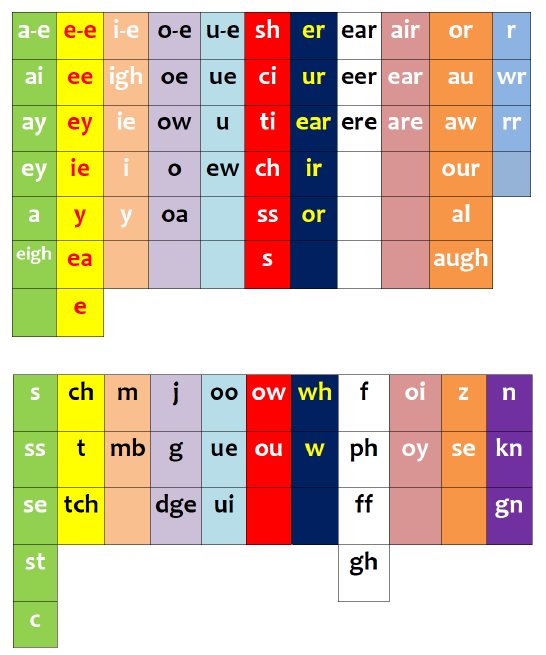 a-e e-e i-e o-e u-e sh er ear air or r
ai ee igh oe ue ci ur eer ear au wr
ay ey ie ow u ti ear ere are aw rr
ey ie i o ew ch ir our
a y y oa ss or al
eigh ea s augh
e
s ch m j oo ow wh f oi z n
ss t mb g ue ou w ph oy se kn
se tch dge ui ff gn
st gh
c